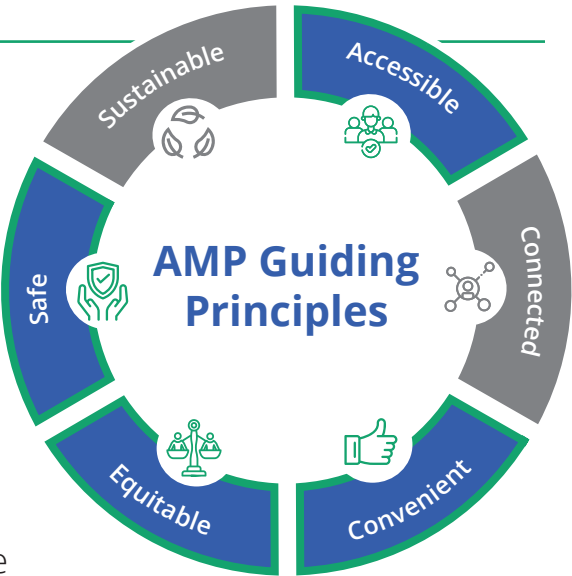 Sustainable
Accessible
Safe
AMP Guiding
Principles
Connected
Equitable
Convenient
e